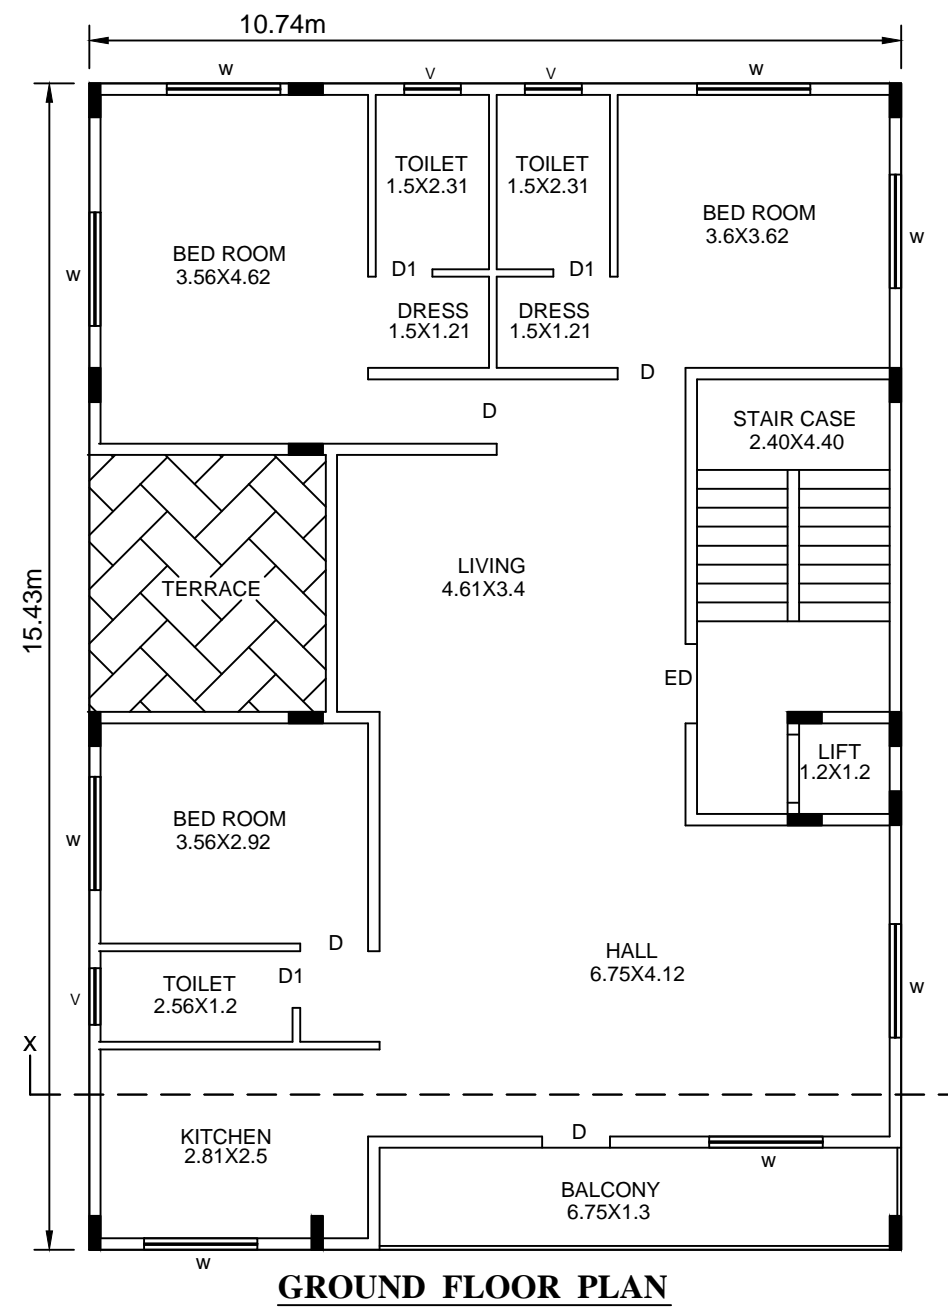 10.74m
w
V
V
w
TOILET
1.5X2.31
TOILET
1.5X2.31
BED ROOM
3.6X3.62
w
BED ROOM
3.56X4.62
w
D1
D1
DRESS
1.5X1.21
DRESS
1.5X1.21
D
D
STAIR CASE
2.40X4.40
LIVING
4.61X3.4
TERRACE
15.43m
ED
LIFT
1.2X1.2
BED ROOM
3.56X2.92
w
D
HALL
6.75X4.12
w
TOILET
2.56X1.2
D1
V
X
KITCHEN
2.81X2.5
D
w
BALCONY
6.75X1.3
w
GROUND FLOOR PLAN